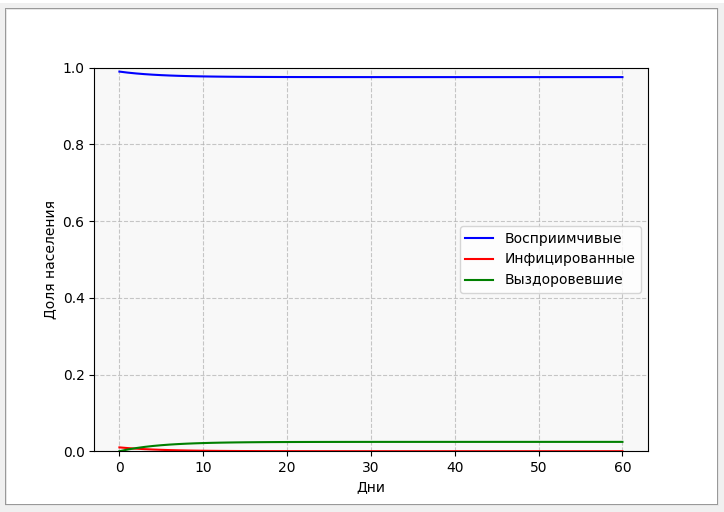 1.0
0.8
0.6
0.4
0.2
0.0
Доля населения
Восприимчивые
Инфицированные
Выздоровевшие
0 10 20 30 40 50 60
Дни